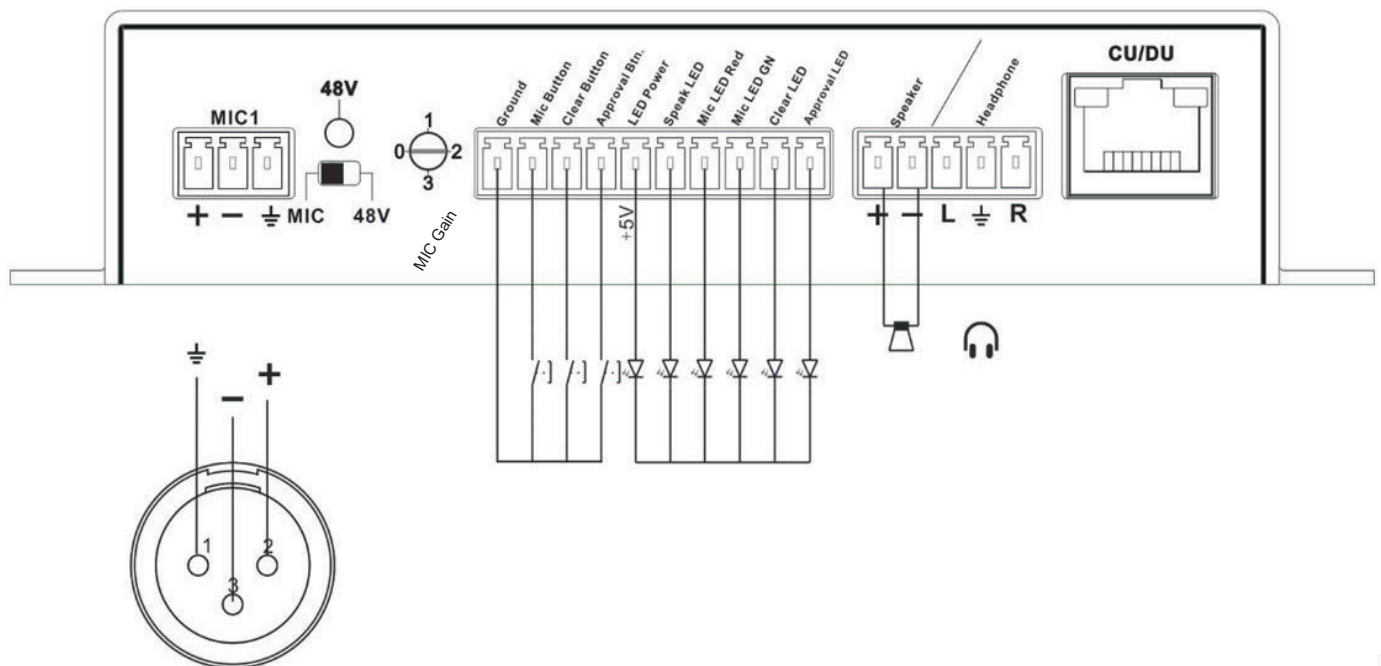 CU/DU
48V
MIC1
1
0
2
3
Ground
Mic Button
Clear Button
Approval Btn.
LED Power
Speak LED
Mic LED Red
Mic LED GN
Clear LED
Approval LED
Speaker
Headphone
+ −
MIC
48V
MIC Gain
+5V
+ − L
R
+
−
1
2
3